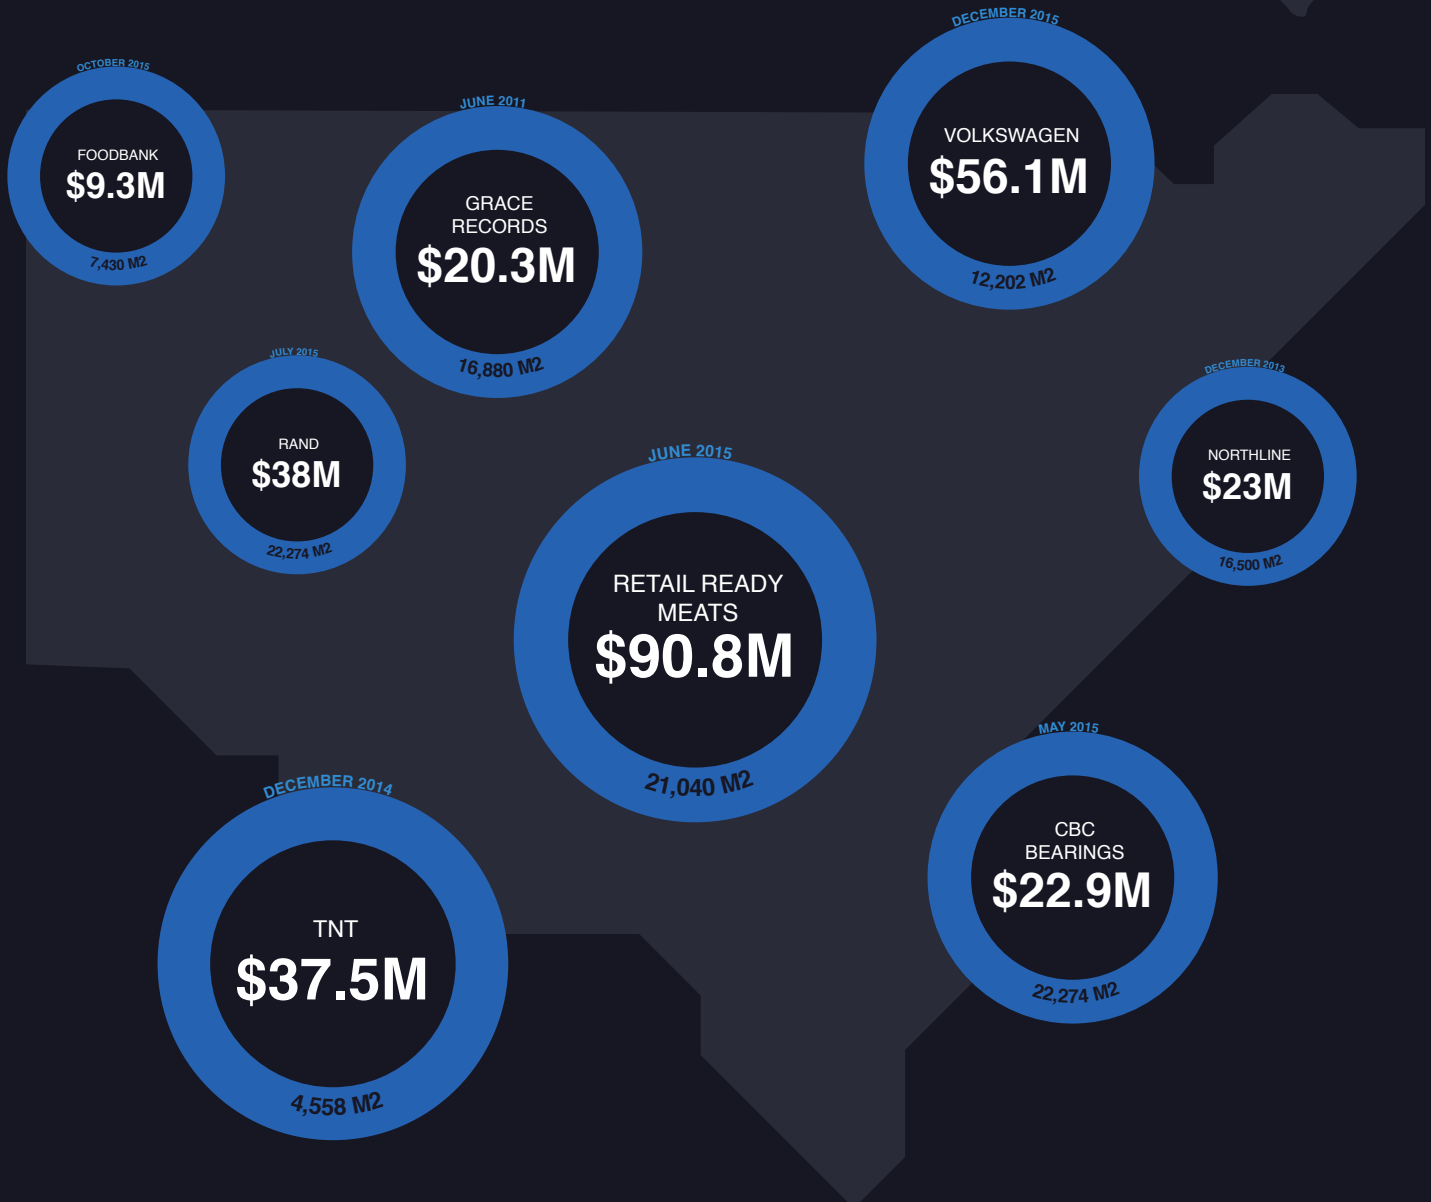 OCTOBER 2015
FOODBANK
$9.3M
7,430 M2
JUNE 2011
GRACE
RECORDS
$20.3M
16,880 M2
DECEMBER 2015
VOLKSWAGEN
$56.1M
12,202 M2
JULY 2015
RAND
$38M
22,274 M2
DECEMBER 2013
NORTHLINE
$23M
16,500 M2
JUNE 2015
RETAIL READY
MEATS
$90.8M
21,040 M2
DECEMBER 2014
TNT
$37.5M
4,558 M2
MAY 2015
CBC
BEARINGS
$22.9M
22,274 M2